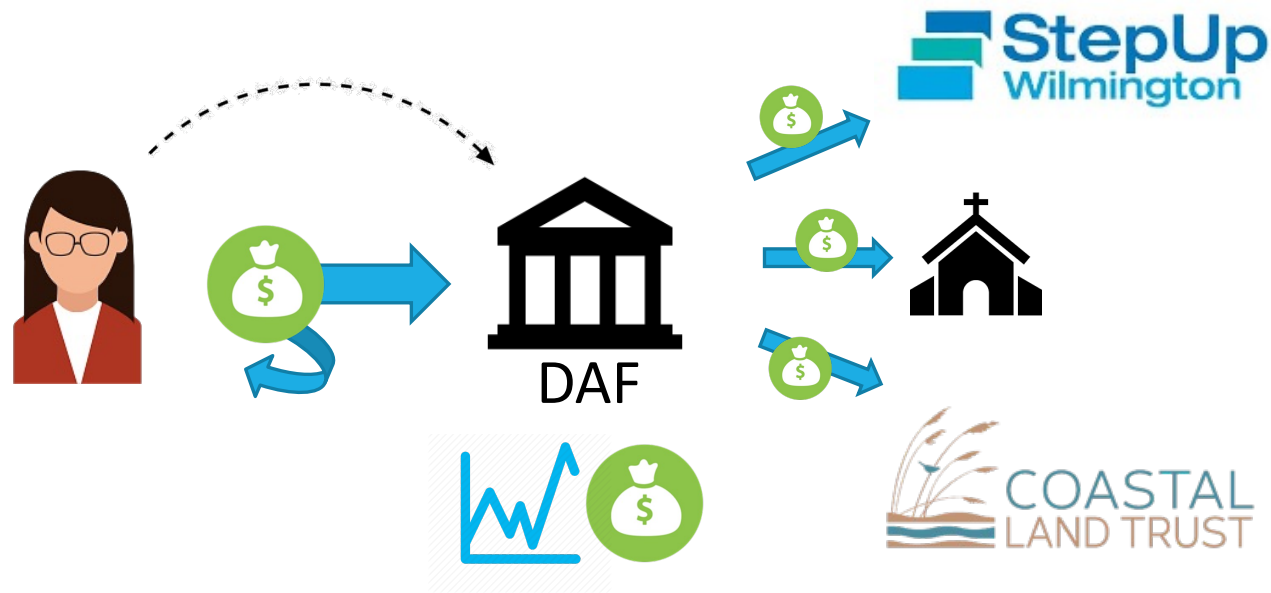 StepUp
Wilmington
$
$
$
$
DAF
$
COASTAL
LAND TRUST